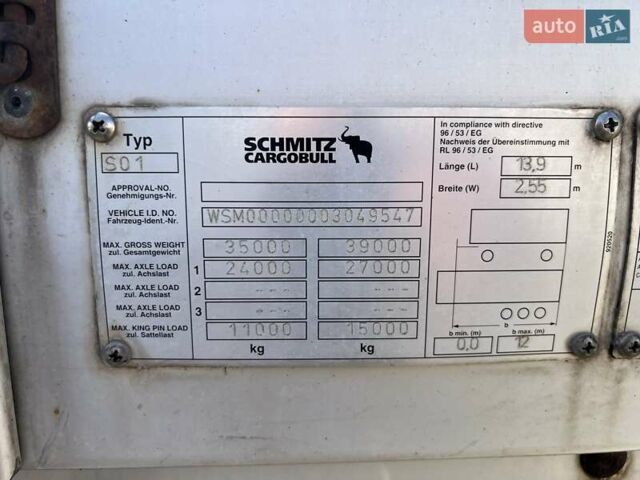 auto RIA.com
Typ
S01
SCHMITZ
CARGOBULL
In compliance with directive
96 / 53 / EG
Nachweis der Übereinstimmung mit
RL 96 / 53 / EG
Länge (L) 13,9 m
Breite (W) 2,55 m
APPROVAL-NO.
Genehmigungs-Nr.
VEHICLE I.D. NO. WSM00000003049547
Fahrzeug-Ident.-Nr.
MAX. GROSS WEIGHT 35000 39000
zul. Gesamtgewicht
MAX. AXLE LOAD 1 24000 27000
zul. Achslast
MAX. AXLE LOAD 2 --- ---
zul. Achslast
MAX. AXLE LOAD 3 --- ---
zul. Achslast
MAX. KING PIN LOAD 11000 15000
zul. Sattellast
kg kg
b
b min. (m) b max. (m)
0,0 12
920520